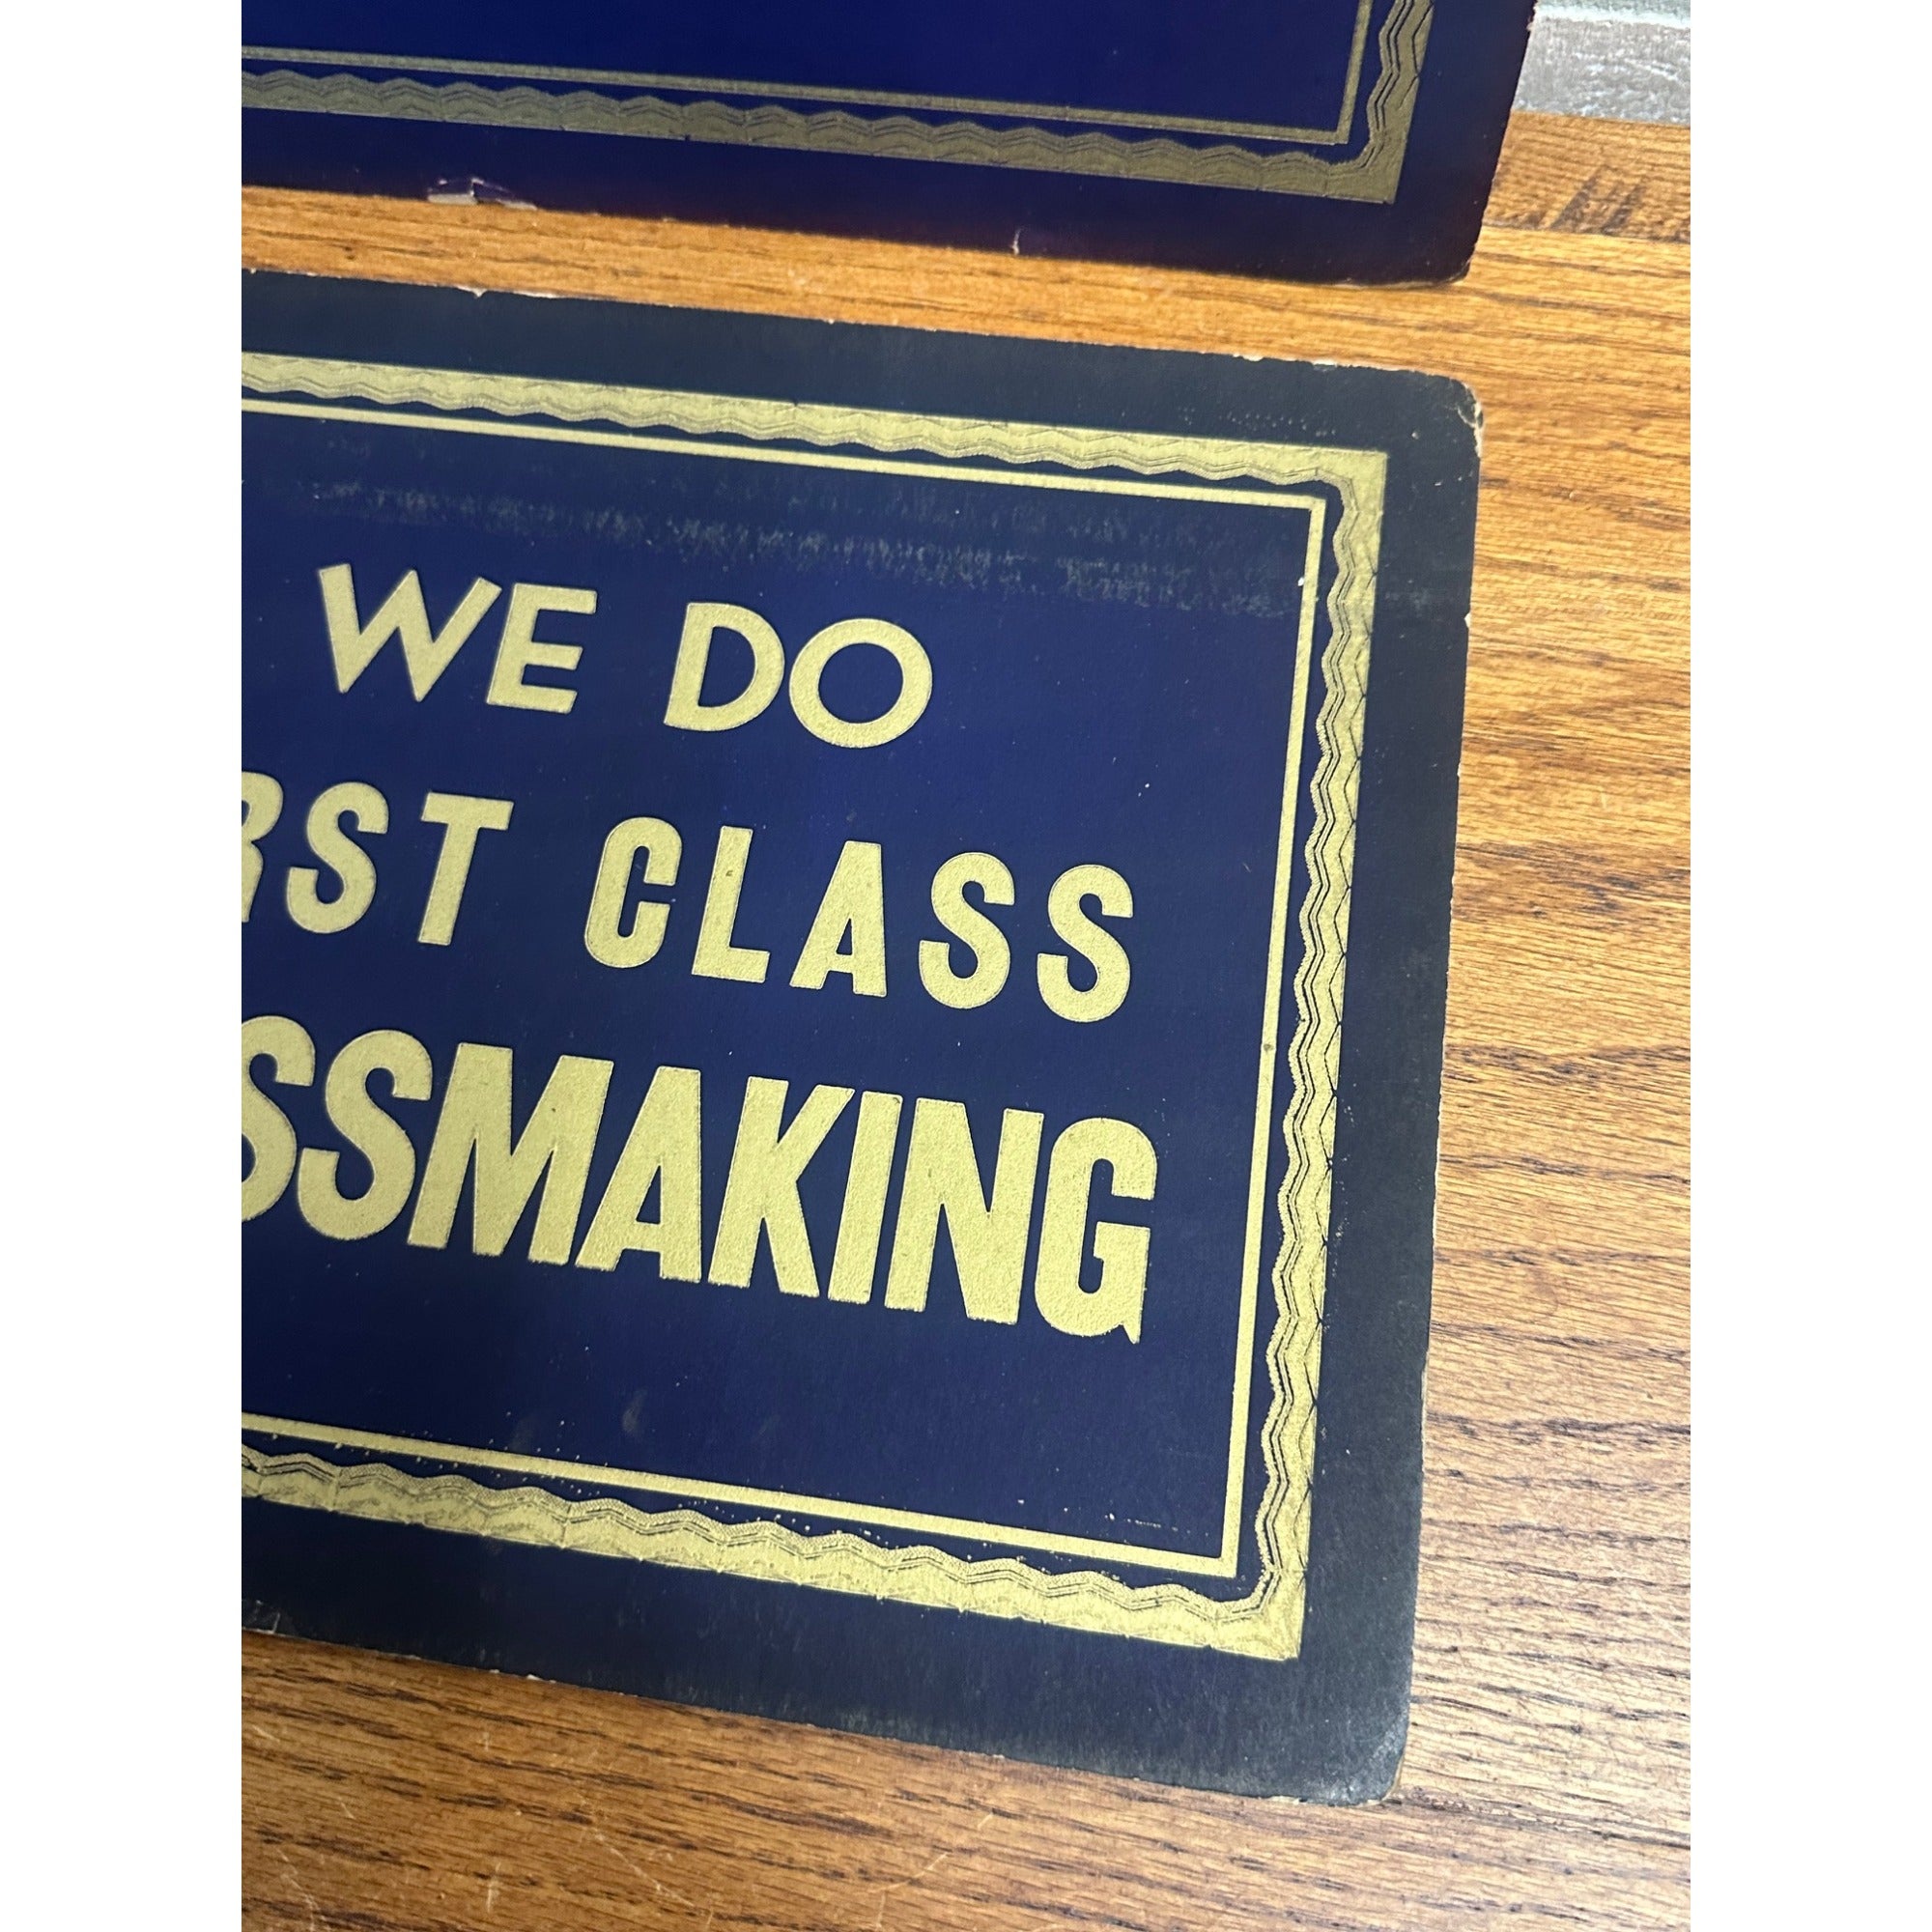 WE DO
RST CLASS
SSMAKING